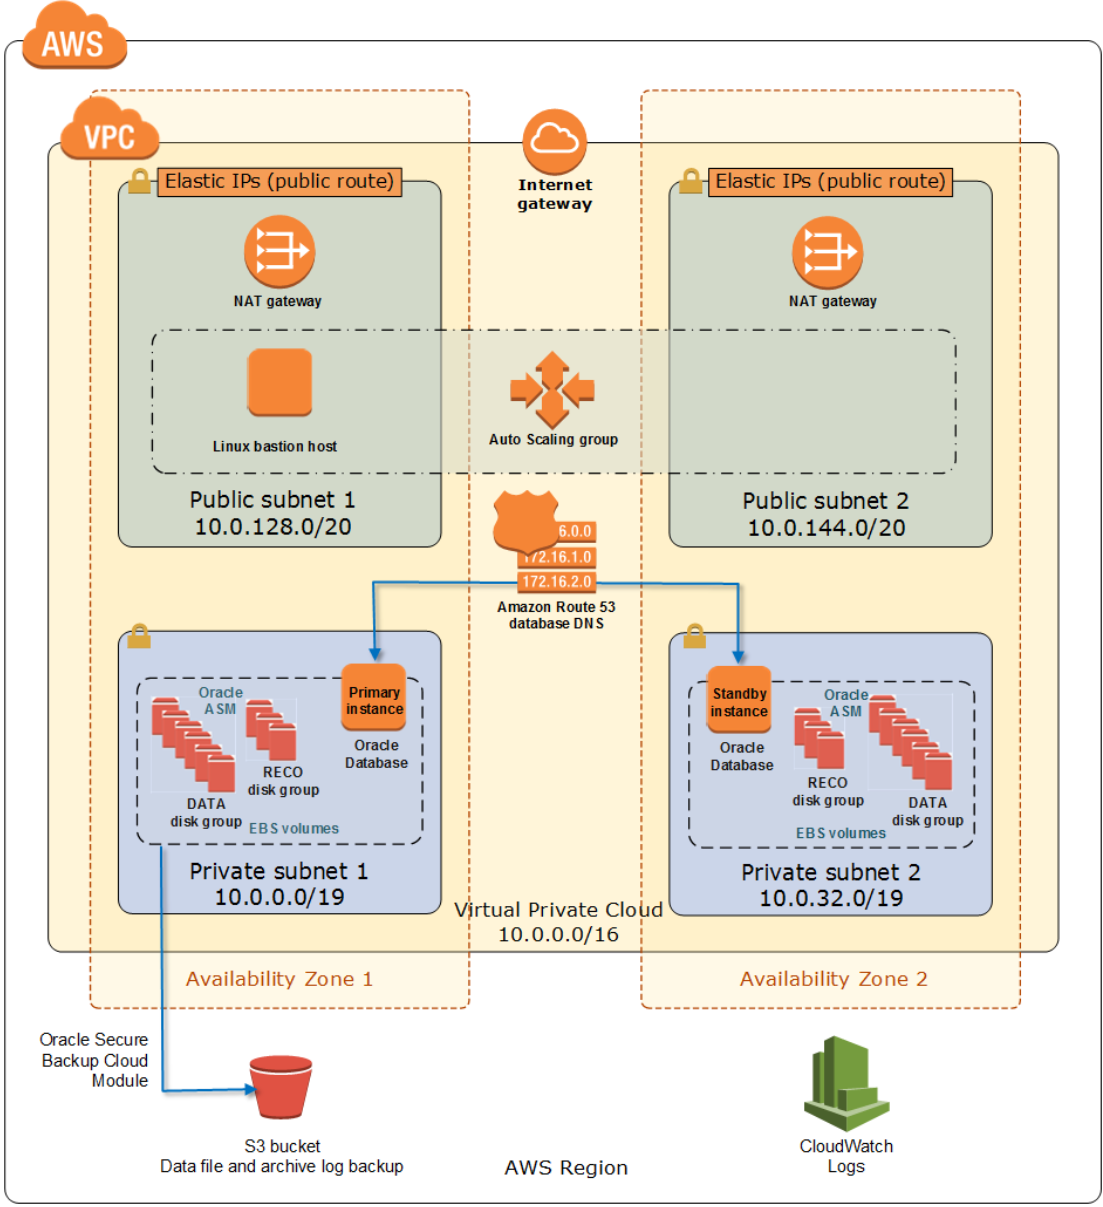 AWS
VPC
Elastic IPs (public route)
Internet
gateway
Elastic IPs (public route)
NAT gateway
NAT gateway
Linux bastion host
Auto Scaling group
Public subnet 1
10.0.128.0/20
Public subnet 2
10.0.144.0/20
6.0.0
172.16.1.0
172.16.2.0
Amazon Route 53
database DNS
Oracle
ASM
Primary
instance
Oracle
Database
RECO
disk group
DATA
disk group
EBS volumes
Private subnet 1
10.0.0.0/19
Standby
instance
Oracle
Database
Oracle
ASM
RECO
disk group
DATA
disk group
EBS volumes
Private subnet 2
10.0.32.0/19
Virtual Private Cloud
10.0.0.0/16
Availability Zone 1
Availability Zone 2
Oracle Secure
Backup Cloud
Module
S3 bucket
Data file and archive log backup
AWS Region
CloudWatch
Logs